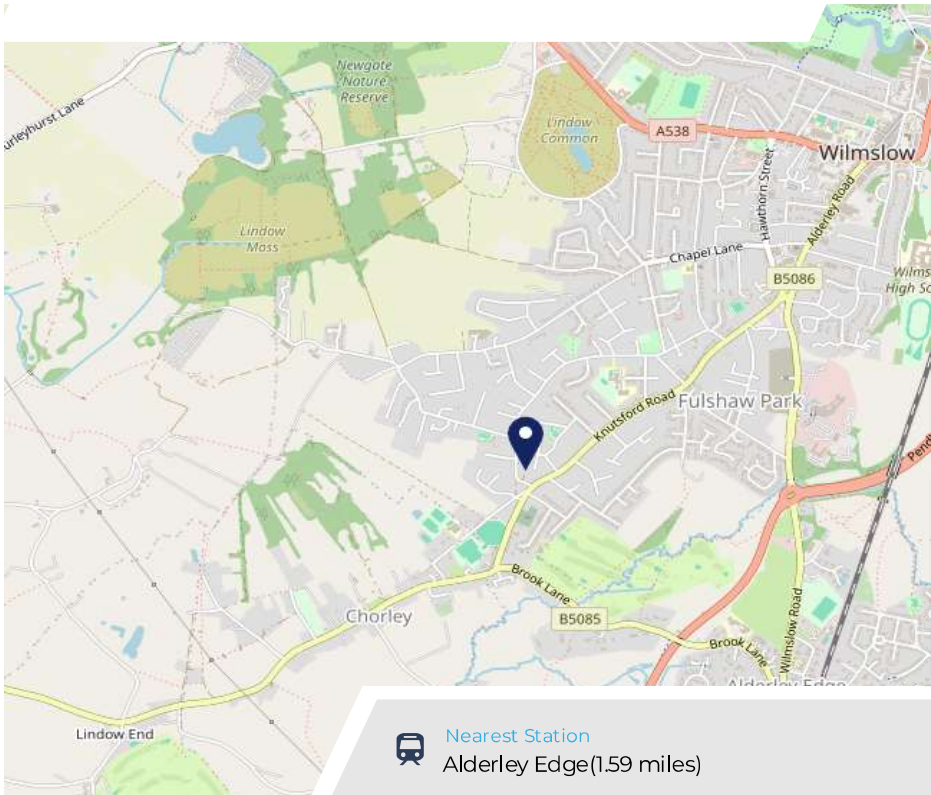 Newgate
Nature
Reserve
urleyhurst Lane
Lindow
Common
A538
Wilmslow
Hawthorn Street
Alderley Road
Lindow
Moss
Chapel Lane
B5086
Wilms
High Sc
Knutsford Road
Fulshaw Park
Pendl
Brook Lane
Chorley
B5085
Brook Lane
Wilmslow Road
Alderley Edge
Lindow End
Nearest Station
Alderley Edge(1.59 miles)